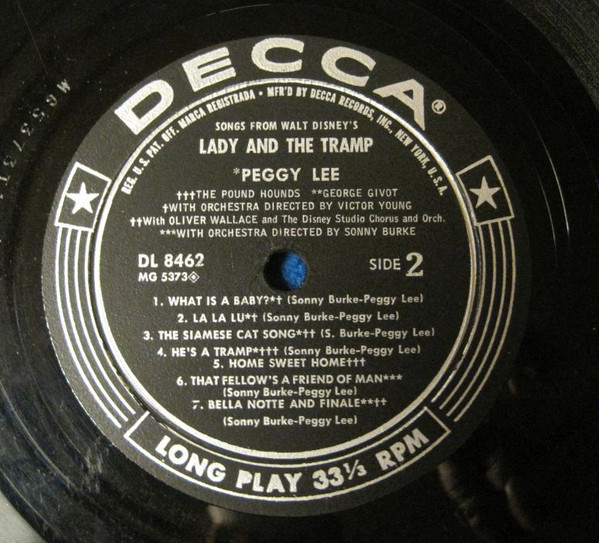 DECCA®
REG. U.S. PAT. OFF. MARCA REGISTRADA • MFR'D BY DECCA RECORDS, INC., NEW YORK, U.S.A.
SONGS FROM WALT DISNEY'S
LADY AND THE TRAMP
*PEGGY LEE
†††THE POUND HOUNDS **GEORGE GIVOT
†WITH ORCHESTRA DIRECTED BY VICTOR YOUNG
††With OLIVER WALLACE and The Disney Studio Chorus and Orch.
***WITH ORCHESTRA DIRECTED BY SONNY BURKE
DL 8462
MG 5373
SIDE 2
1. WHAT IS A BABY?*† (Sonny Burke-Peggy Lee)
2. LA LA LU*† (Sonny Burke-Peggy Lee)
3. THE SIAMESE CAT SONG*†† (S. Burke-Peggy Lee)
4. HE'S A TRAMP*††† (Sonny Burke-Peggy Lee)
5. HOME SWEET HOME†††
6. THAT FELLOW'S A FRIEND OF MAN***
(Sonny Burke-Peggy Lee)
7. BELLA NOTTE AND FINALE**††
(Sonny Burke-Peggy Lee)
LONG PLAY 33⅓ RPM